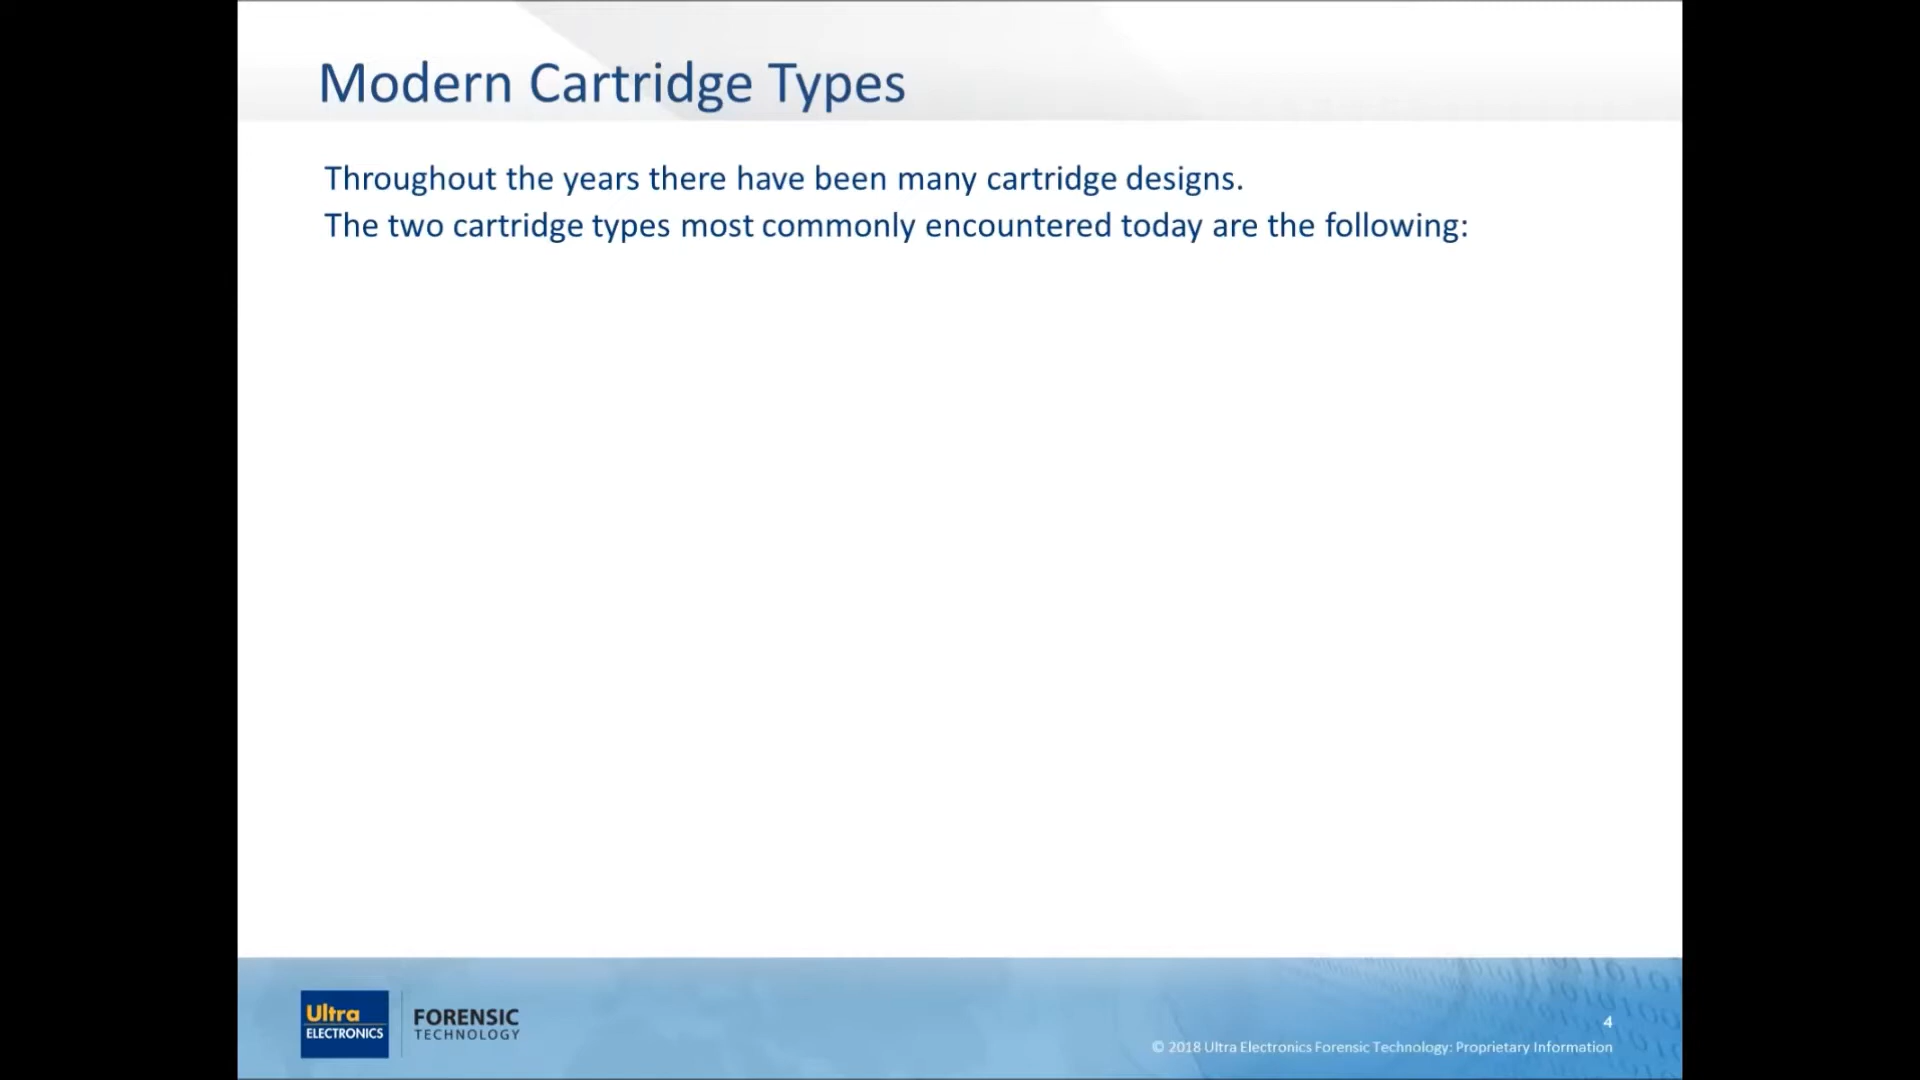 Modern Cartridge Types
Throughout the years there have been many cartridge designs.
The two cartridge types most commonly encountered today are the following:
Ultra
ELECTRONICS
FORENSIC
TECHNOLOGY
4
© 2018 Ultra Electronics Forensic Technology: Proprietary Information